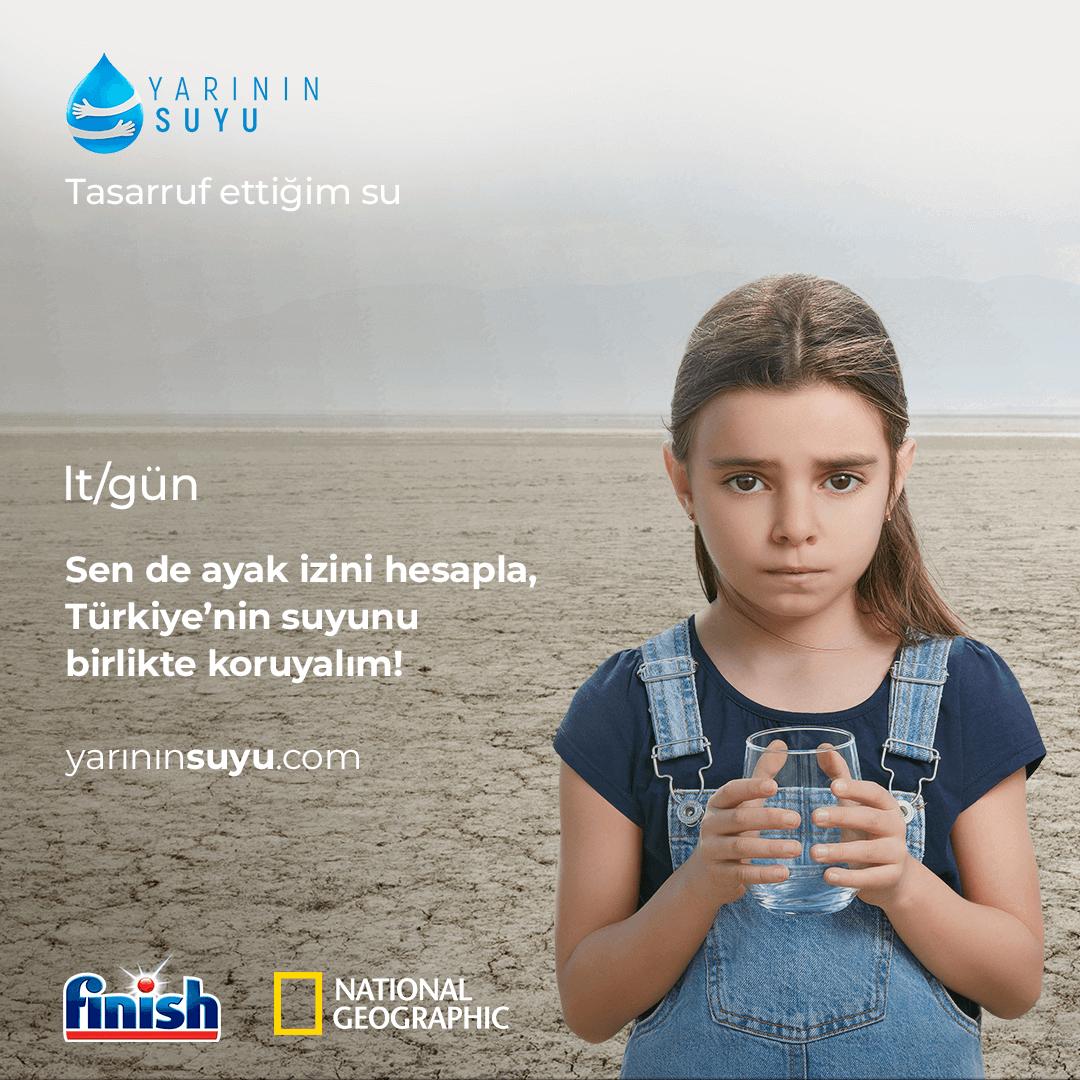 YARININ
SUYU
Tasarruf ettiğim su
lt/gün
Sen de ayak izini hesapla,
Türkiye’nin suyunu
birlikte koruyalım!
yarınınsuyu.com
finish
NATIONAL
GEOGRAPHIC